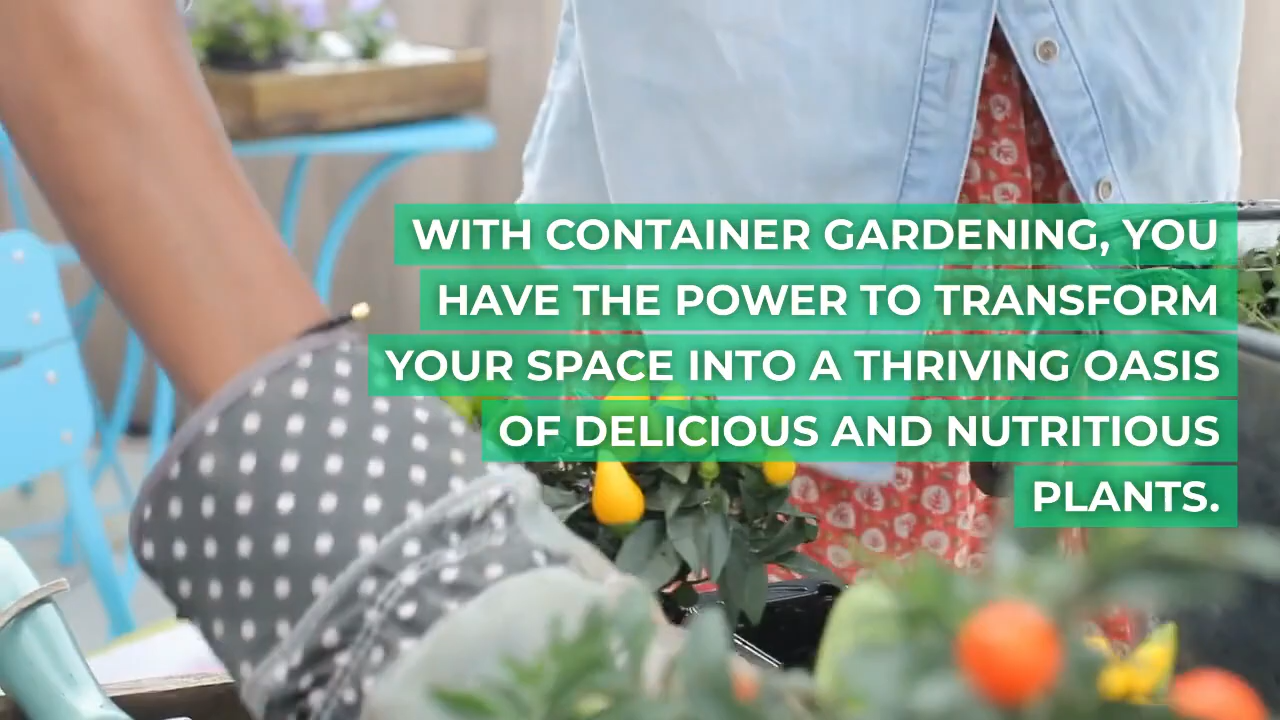 WITH CONTAINER GARDENING, YOU
HAVE THE POWER TO TRANSFORM
YOUR SPACE INTO A THRIVING OASIS
OF DELICIOUS AND NUTRITIOUS
PLANTS.